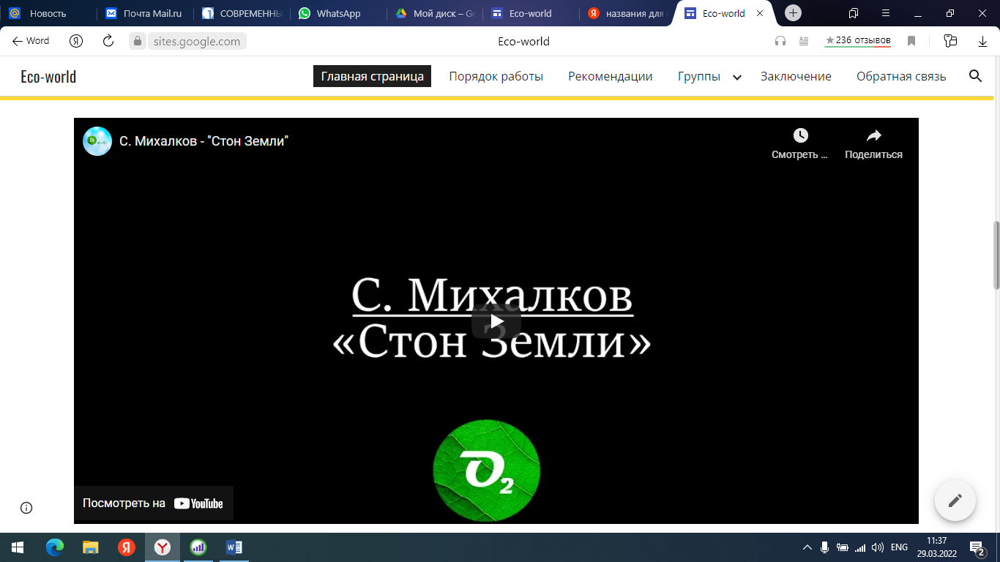 Новость Почта Mail.ru СОВРЕМЕННЫ WhatsApp Мой диск – Go Eco-world названия для Eco-world
Word sites.google.com Eco-world 236 отзывов
Eco-world Главная страница Порядок работы Рекомендации Группы Заключение Обратная связь
С. Михалков - "Стон Земли"
Смотреть ... Поделиться
С. Михалков
«Стон Земли»
O2
Посмотреть на YouTube
ENG 11:37
29.03.2022
2